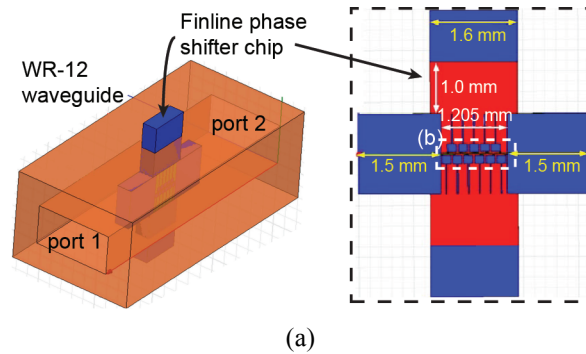 Finline phase
shifter chip
WR-12
waveguide
port 2
port 1
1.6 mm
1.0 mm
1.205 mm
(b)
1.5 mm
1.5 mm
(a)